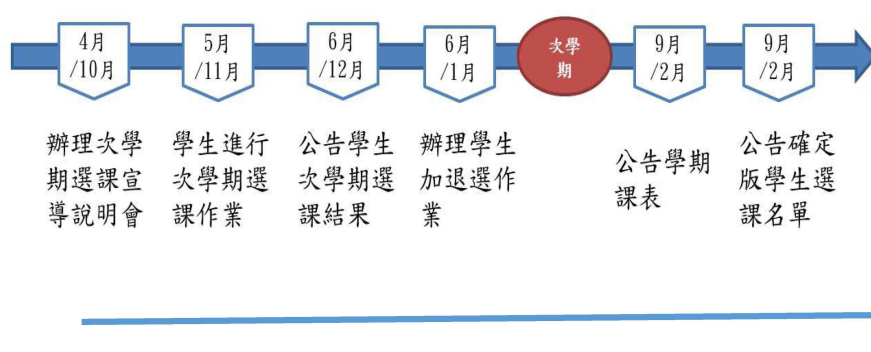 4月
/10月
5月
/11月
6月
/12月
6月
/1月
次學
期
9月
/2月
9月
/2月
辦理次學
期選課宣
導說明會
學生進行
次學期選
課作業
公告學生
次學期選
課結果
辦理學生
加退選作
業
公告學期
課表
公告確定
版學生選
課名單